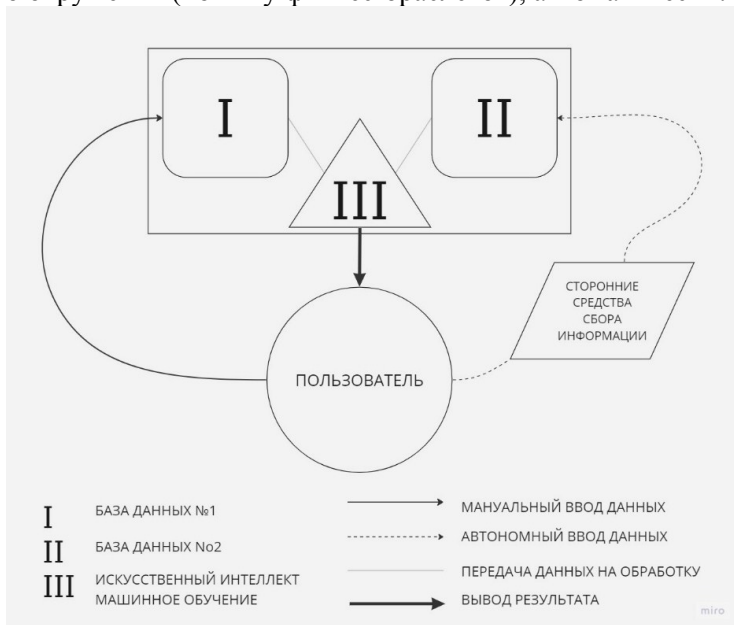 I
II
III
СТОРОННИЕ
СРЕДСТВА
СБОРА
ИНФОРМАЦИИ
ПОЛЬЗОВАТЕЛЬ
I БАЗА ДАННЫХ №1
II БАЗА ДАННЫХ No2
III ИСКУССТВЕННЫЙ ИНТЕЛЛЕКТ
МАШИННОЕ ОБУЧЕНИЕ
МАНУАЛЬНЫЙ ВВОД ДАННЫХ
АВТОНОМНЫЙ ВВОД ДАННЫХ
ПЕРЕДАЧА ДАННЫХ НА ОБРАБОТКУ
ВЫВОД РЕЗУЛЬТАТА
miro